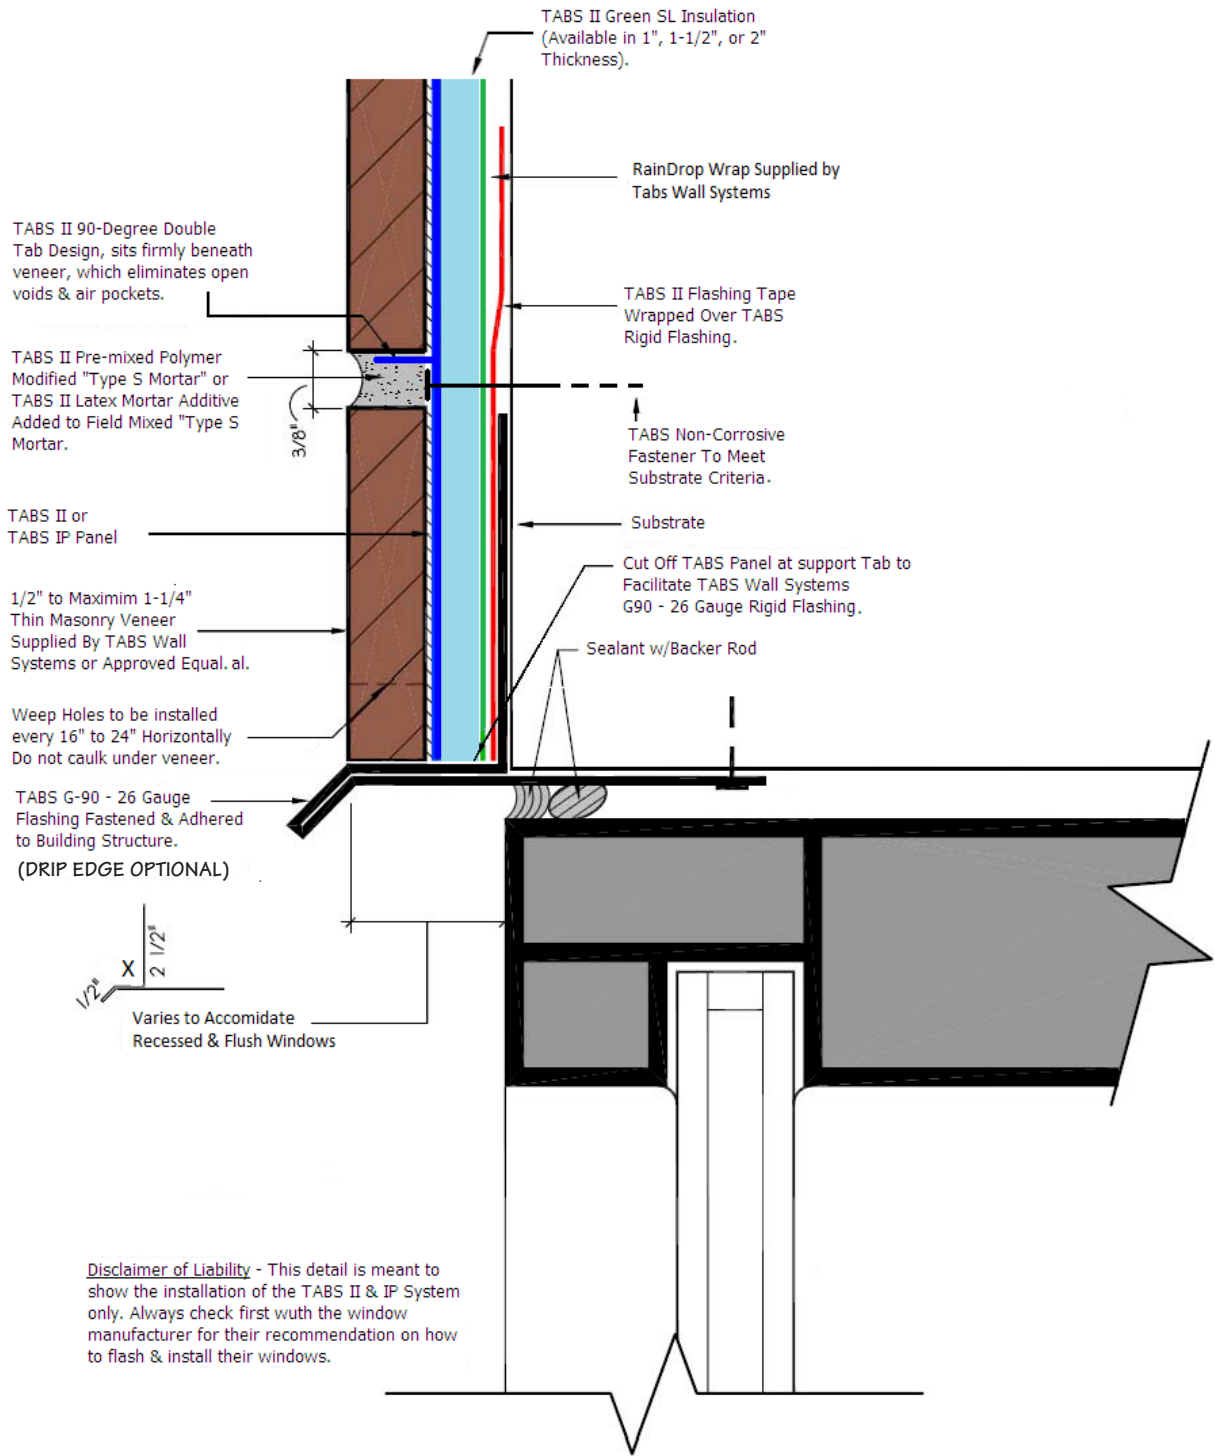 TABS II Green SL Insulation
(Available in 1", 1-1/2", or 2"
Thickness).
RainDrop Wrap Supplied by
Tabs Wall Systems
TABS II 90-Degree Double
Tab Design, sits firmly beneath
veneer, which eliminates open
voids & air pockets.
TABS II Flashing Tape
Wrapped Over TABS
Rigid Flashing.
TABS II Pre-mixed Polymer
Modified "Type S Mortar" or
TABS II Latex Mortar Additive
Added to Field Mixed "Type S
Mortar.
3/8"
TABS Non-Corrosive
Fastener To Meet
Substrate Criteria.
TABS II or
TABS IP Panel
Substrate
Cut Off TABS Panel at support Tab to
Facilitate TABS Wall Systems
G90 - 26 Gauge Rigid Flashing.
1/2" to Maximim 1-1/4"
Thin Masonry Veneer
Supplied By TABS Wall
Systems or Approved Equal. al.
Sealant w/Backer Rod
Weep Holes to be installed
every 16" to 24" Horizontally
Do not caulk under veneer.
TABS G-90 - 26 Gauge
Flashing Fastened & Adhered
to Building Structure.
(DRIP EDGE OPTIONAL)
X
2 1/2"
1/2"
Varies to Accomidate
Recessed & Flush Windows
Disclaimer of Liability - This detail is meant to
show the installation of the TABS II & IP System
only. Always check first wuth the window
manufacturer for their recommendation on how
to flash & install their windows.